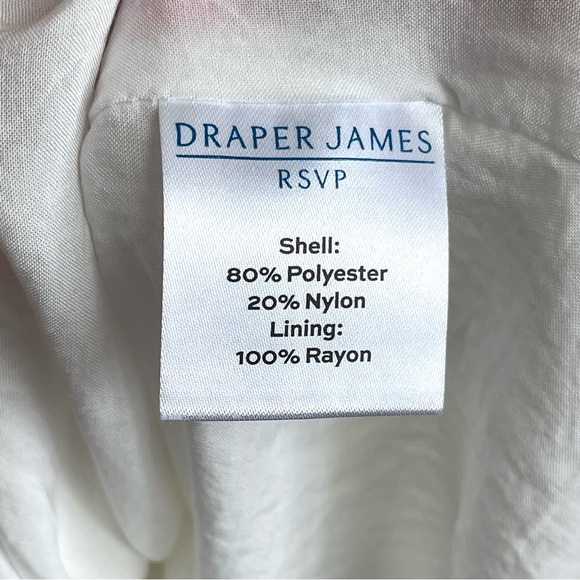 DRAPER JAMES
RSVP
Shell:
80% Polyester
20% Nylon
Lining:
100% Rayon